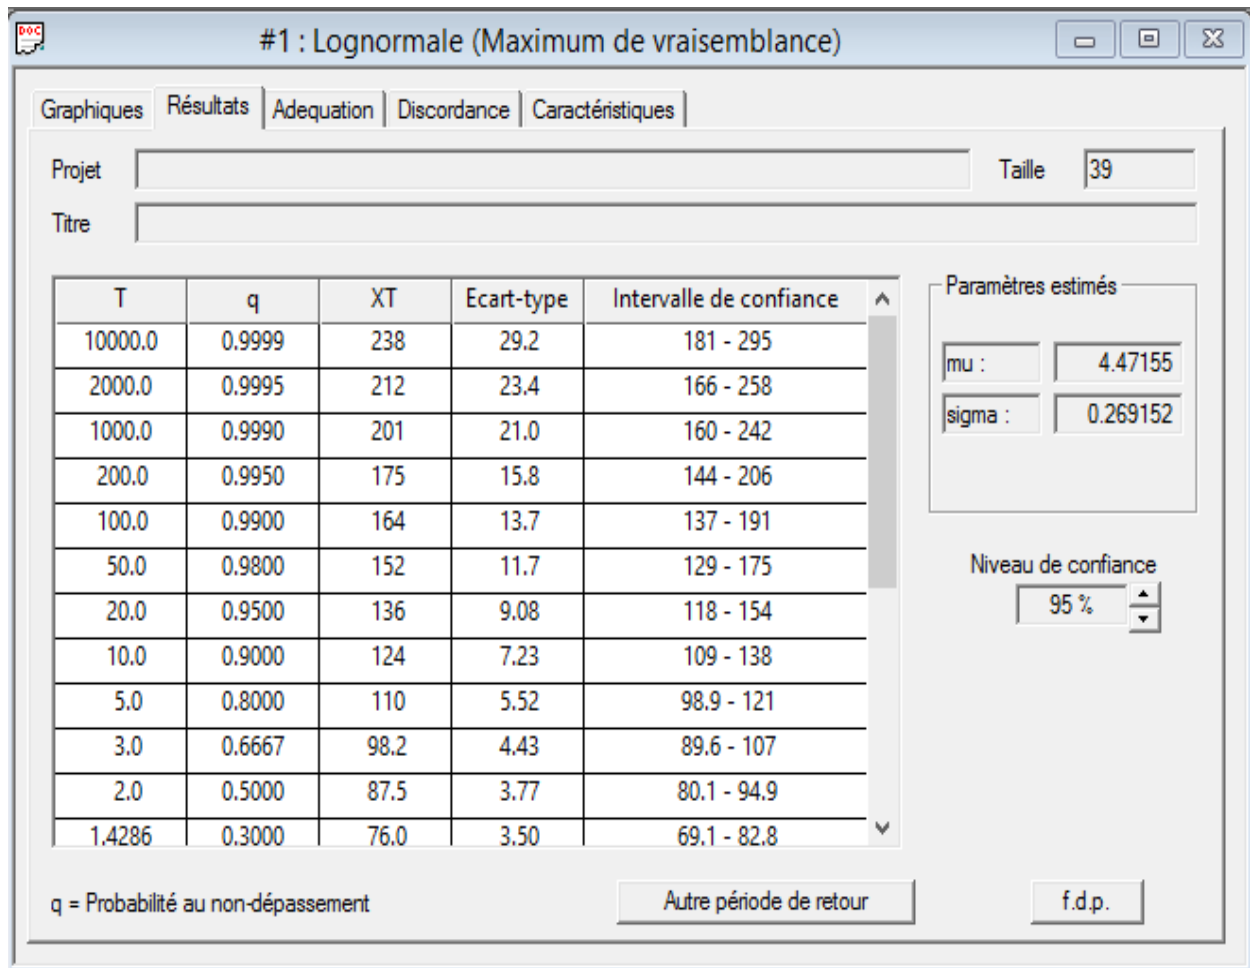 DOC
#1 : Lognormale (Maximum de vraisemblance)
Graphiques Résultats Adequation Discordance Caractéristiques
Projet Taille 39
Titre
T q XT Ecart-type Intervalle de confiance
10000.0 0.9999 238 29.2 181 - 295
2000.0 0.9995 212 23.4 166 - 258
1000.0 0.9990 201 21.0 160 - 242
200.0 0.9950 175 15.8 144 - 206
100.0 0.9900 164 13.7 137 - 191
50.0 0.9800 152 11.7 129 - 175
20.0 0.9500 136 9.08 118 - 154
10.0 0.9000 124 7.23 109 - 138
5.0 0.8000 110 5.52 98.9 - 121
3.0 0.6667 98.2 4.43 89.6 - 107
2.0 0.5000 87.5 3.77 80.1 - 94.9
1.4286 0.3000 76.0 3.50 69.1 - 82.8
Paramètres estimés
mu : 4.47155
sigma : 0.269152
Niveau de confiance
95 %
q = Probabilité au non-dépassement
Autre période de retour
f.d.p.